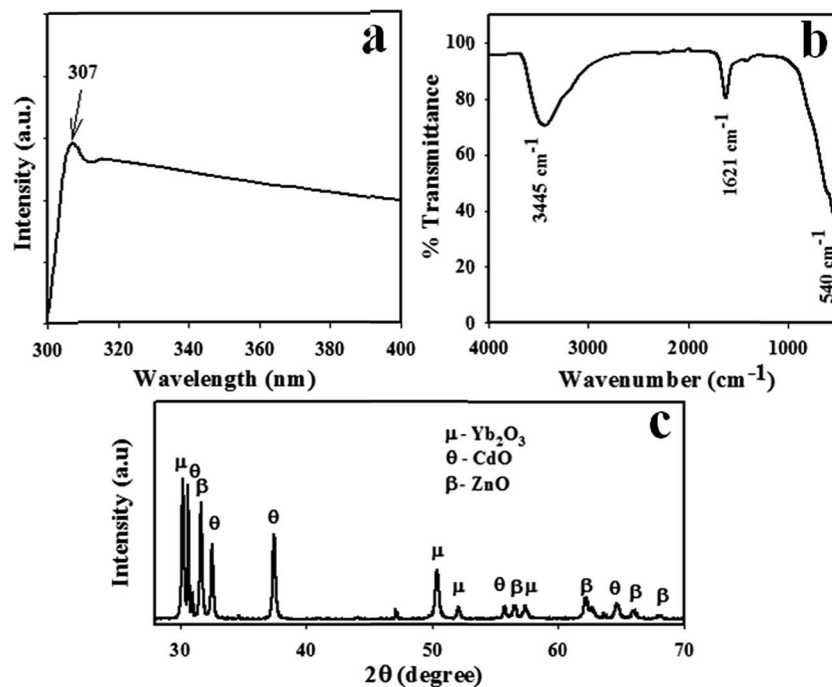 a
307
Intensity (a.u.)
300 320 340 360 380 400
Wavelength (nm)
b
100
80
60
40
20
0
% Transmittance
3445 cm⁻¹
1621 cm⁻¹
540 cm⁻¹
4000 3000 2000 1000
Wavenumber (cm⁻¹)
c
μ - Yb₂O₃
θ - CdO
β- ZnO
Intensity (a.u)
μ θ β θ θ μ μ θ β μ β θ β β
30 40 50 60 70
2θ (degree)